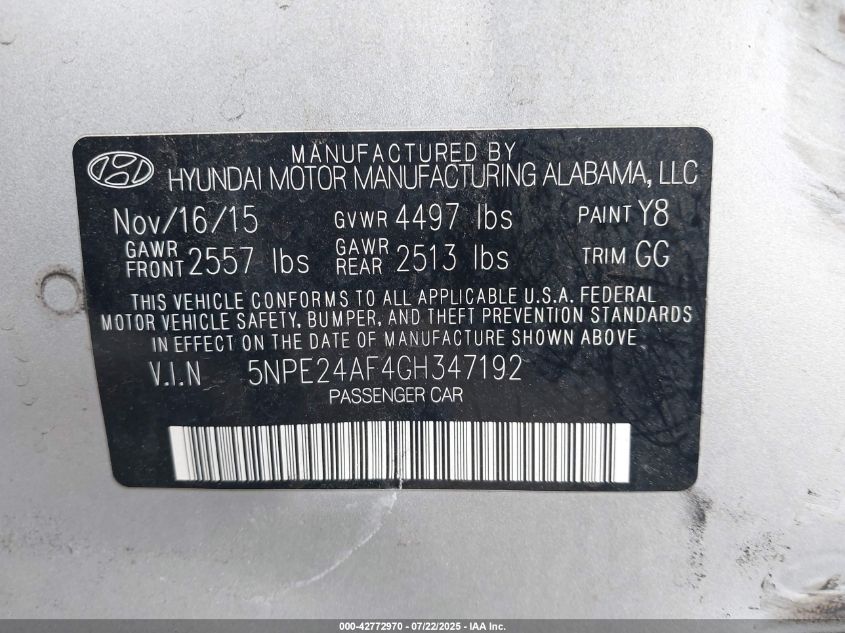 MANUFACTURED BY
HYUNDAI MOTOR MANUFACTURING ALABAMA, LLC
Nov/16/15 GVWR 4497 lbs PAINT Y8
GAWR FRONT 2557 lbs GAWR REAR 2513 lbs TRIM GG
THIS VEHICLE CONFORMS TO ALL APPLICABLE U.S.A. FEDERAL
MOTOR VEHICLE SAFETY, BUMPER, AND THEFT PREVENTION STANDARDS
IN EFFECT ON THE DATE OF MANUFACTURE SHOWN ABOVE.
V.I.N 5NPE24AF4GH347192
PASSENGER CAR
000-42772970 - 07/22/2025 - IAA Inc.